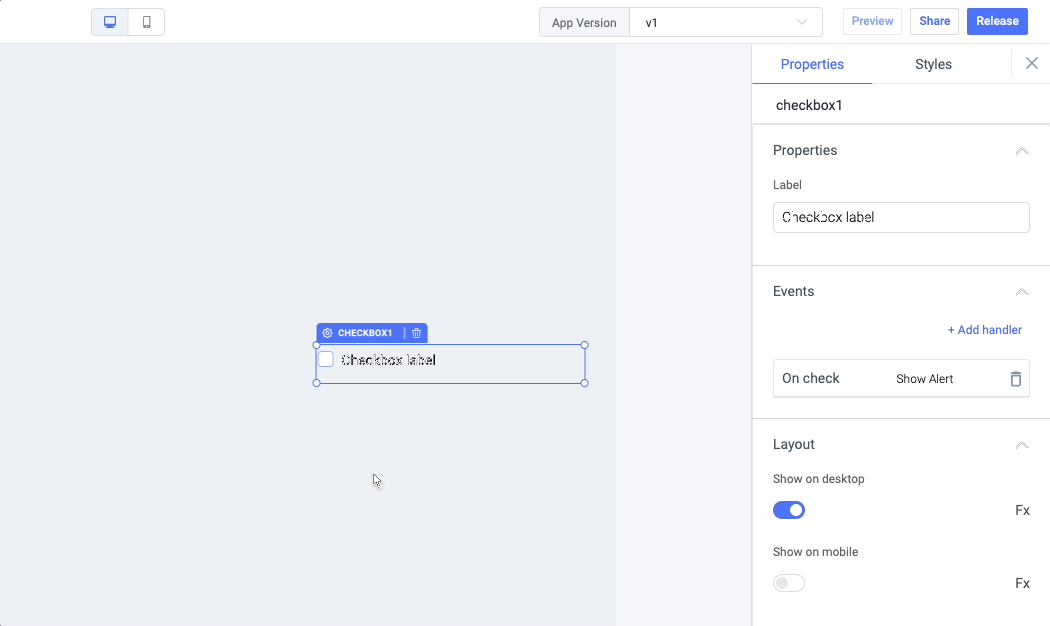 App Version v1 Preview Share Release
Properties Styles
checkbox1
Properties
Label
Checkbox label
Events
+ Add handler
CHECKBOX1
Checkbox label
On check Show Alert
Layout
Show on desktop
Fx
Show on mobile
Fx